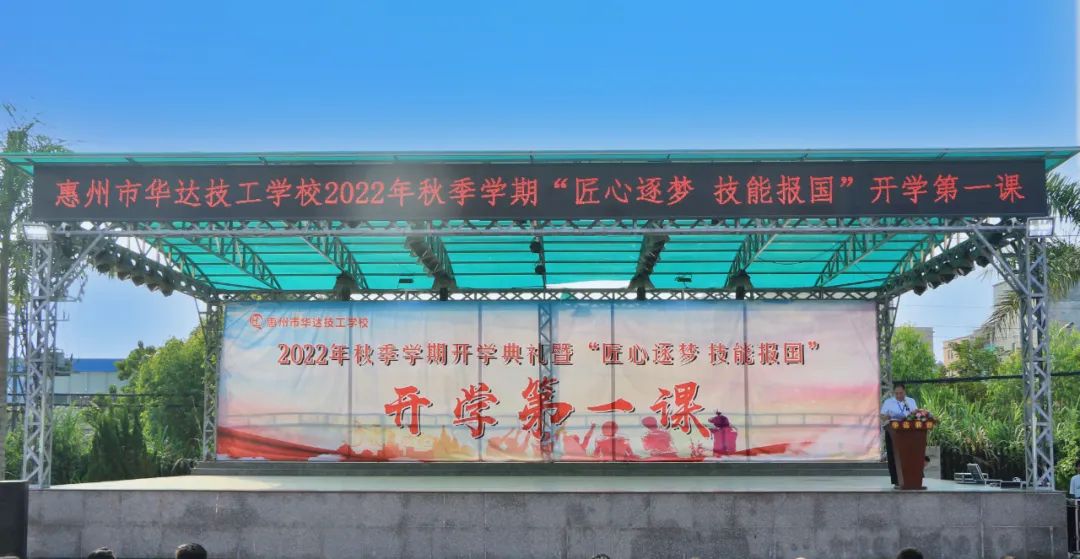 惠州市华达技工学校2022年秋季学期“匠心逐梦 技能报国”开学第一课
惠州市华达技工学校
2022年秋季学期开学典礼暨“匠心逐梦 技能报国”
开学第一课